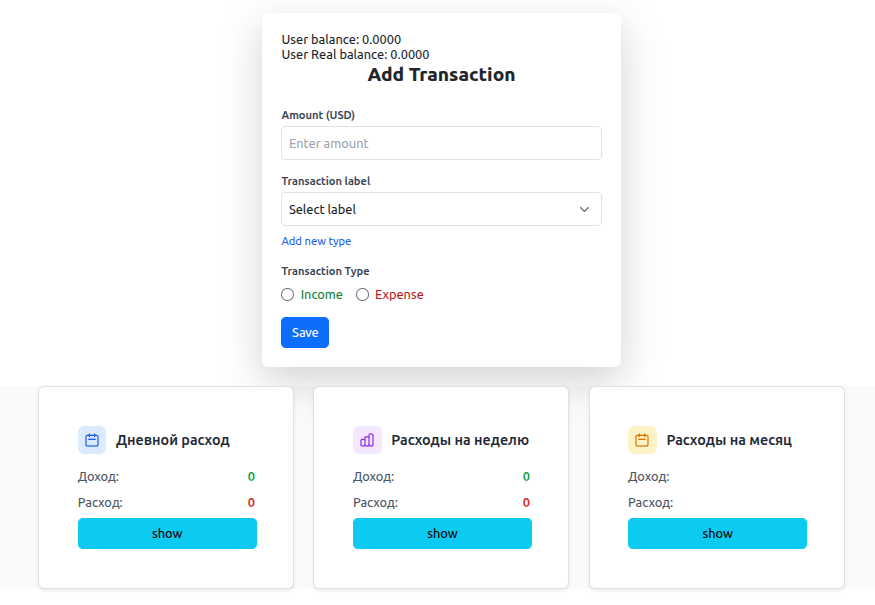 User balance: 0.0000
User Real balance: 0.0000
Add Transaction
Amount (USD)
Enter amount
Transaction label
Select label
Add new type
Transaction Type
Income Expense
Save
Дневной расход
Доход: 0
Расход: 0
show
Расходы на неделю
Доход: 0
Расход: 0
show
Расходы на месяц
Доход:
Расход:
show